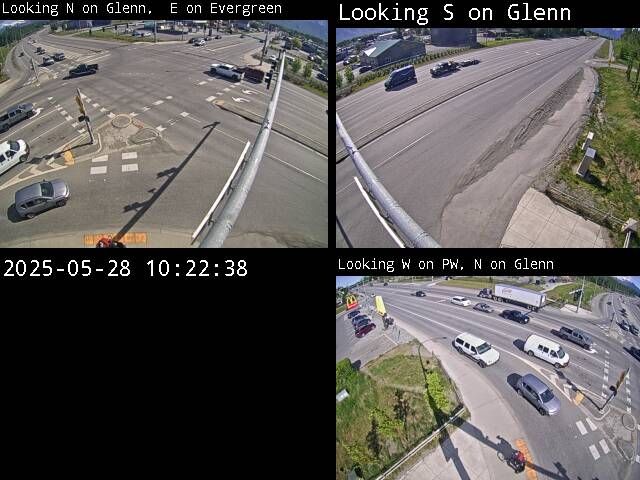 Looking N on Glenn,  E on Evergreen
Looking S on Glenn
2025-05-28 10:22:38
Looking W on PW, N on Glenn